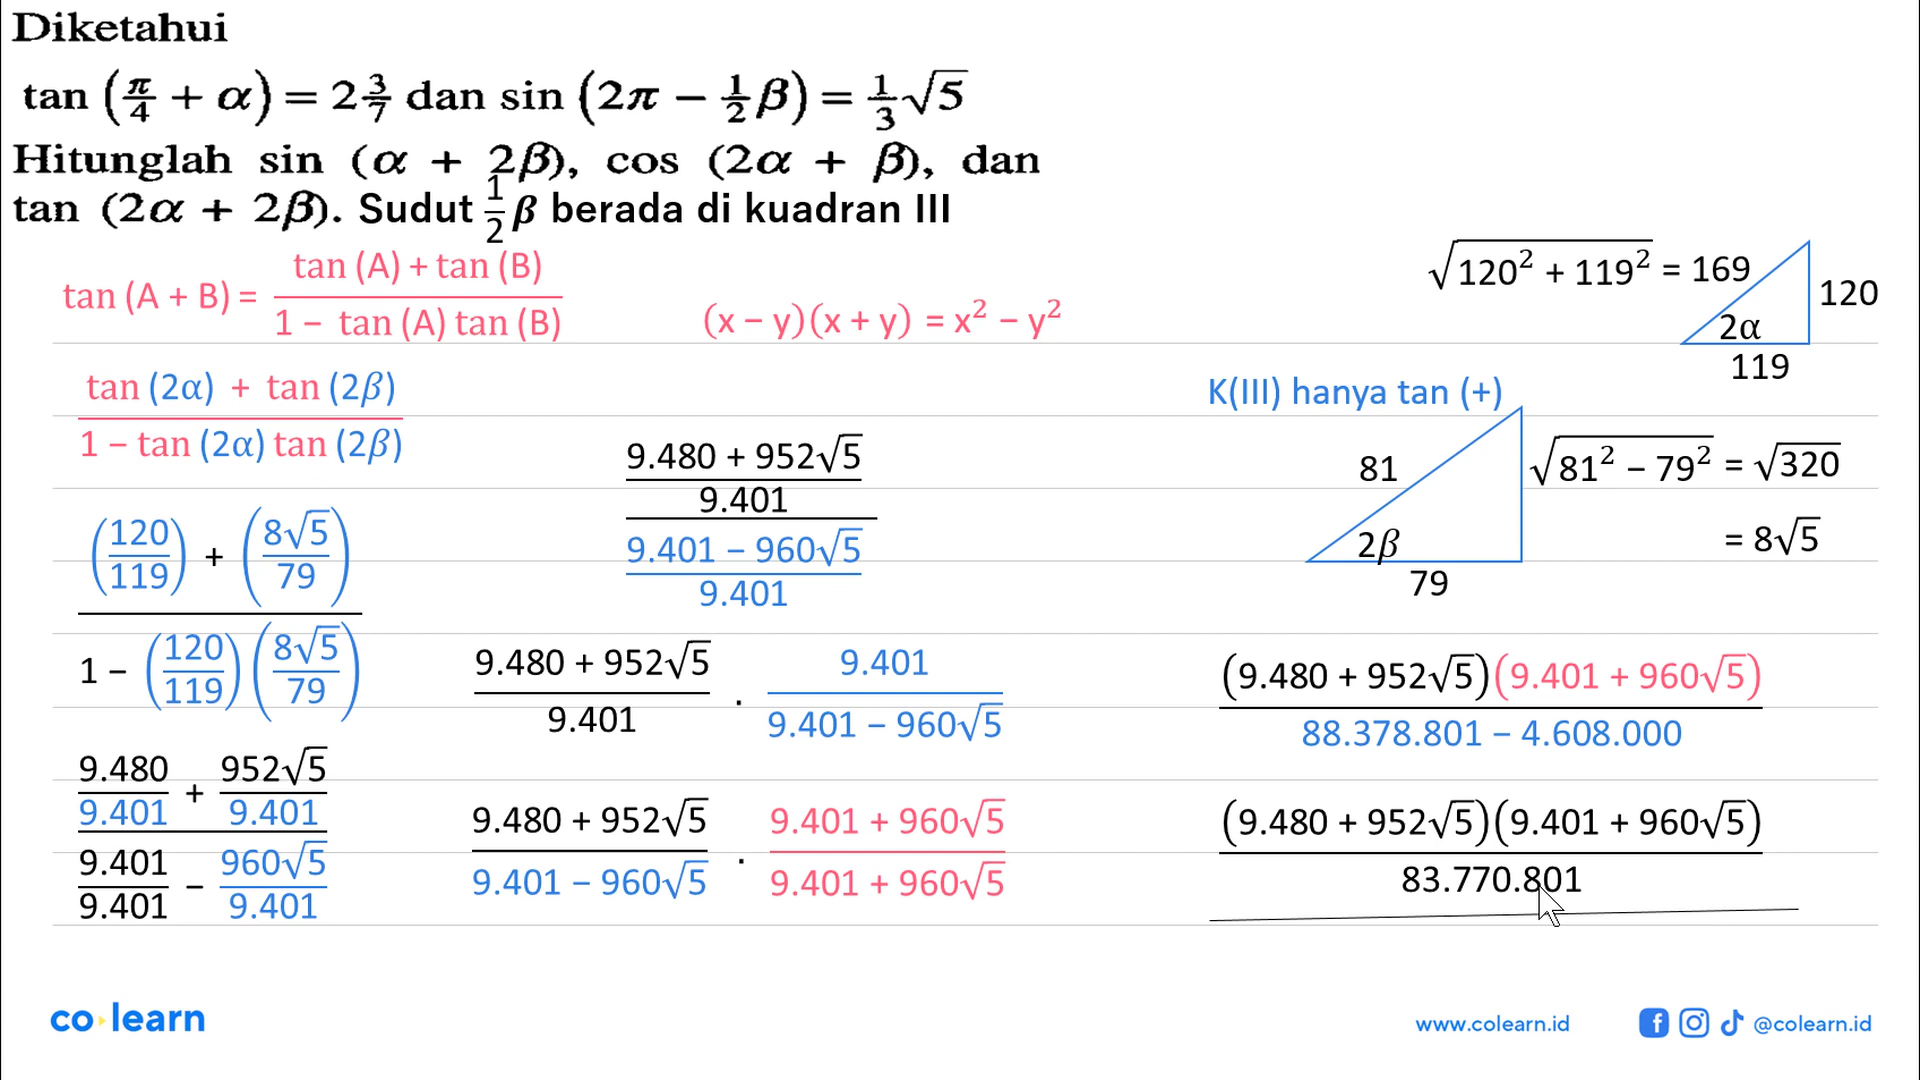 Diketahui
tan (π/4 + α) = 2 3/7 dan sin (2π − 1/2 β) = 1/3 √5
Hitunglah sin (α + 2β), cos (2α + β), dan
tan (2α + 2β). Sudut 1/2 β berada di kuadran III
tan (A + B) = (tan (A) + tan (B))/(1 − tan (A) tan (B))
(x − y)(x + y) = x² − y²
√(120² + 119²) = 169
120
2α
119
(tan (2α) + tan (2β))/(1 − tan (2α) tan (2β))
K(III) hanya tan (+)
81
√(81² − 79²) = √320
= 8√5
2β
79
((120/119) + (8√5/79))/(1 − (120/119)(8√5/79))
(9.480/9.401 + 952√5/9.401)/(9.401/9.401 − 960√5/9.401)
((9.480 + 952√5)/9.401)/((9.401 − 960√5)/9.401)
(9.480 + 952√5)/9.401 . 9.401/(9.401 − 960√5)
(9.480 + 952√5)/(9.401 − 960√5) . (9.401 + 960√5)/(9.401 + 960√5)
(9.480 + 952√5)(9.401 + 960√5)/(88.378.801 − 4.608.000)
(9.480 + 952√5)(9.401 + 960√5)/83.770.801
co learn
www.colearn.id
@colearn.id